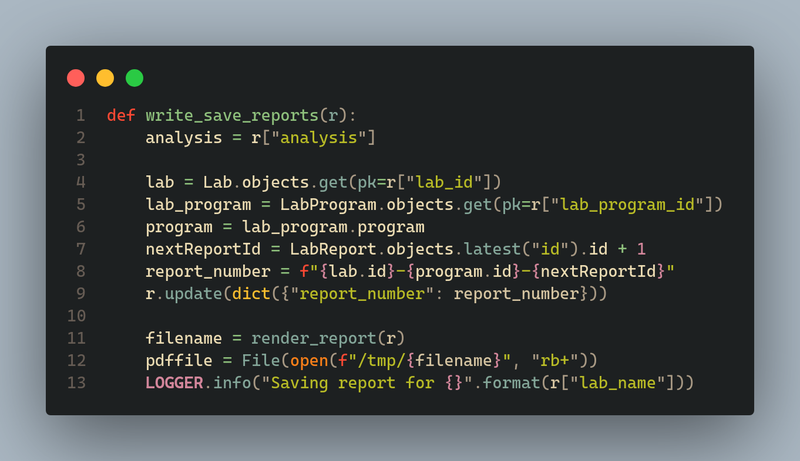 1 def write_save_reports(r):
2     analysis = r["analysis"]
3
4     lab = Lab.objects.get(pk=r["lab_id"])
5     lab_program = LabProgram.objects.get(pk=r["lab_program_id"])
6     program = lab_program.program
7     nextReportId = LabReport.objects.latest("id").id + 1
8     report_number = f"{lab.id}-{program.id}-{nextReportId}"
9     r.update(dict({"report_number": report_number}))
10
11     filename = render_report(r)
12     pdffile = File(open(f"/tmp/{filename}", "rb+"))
13     LOGGER.info("Saving report for {}".format(r["lab_name"]))